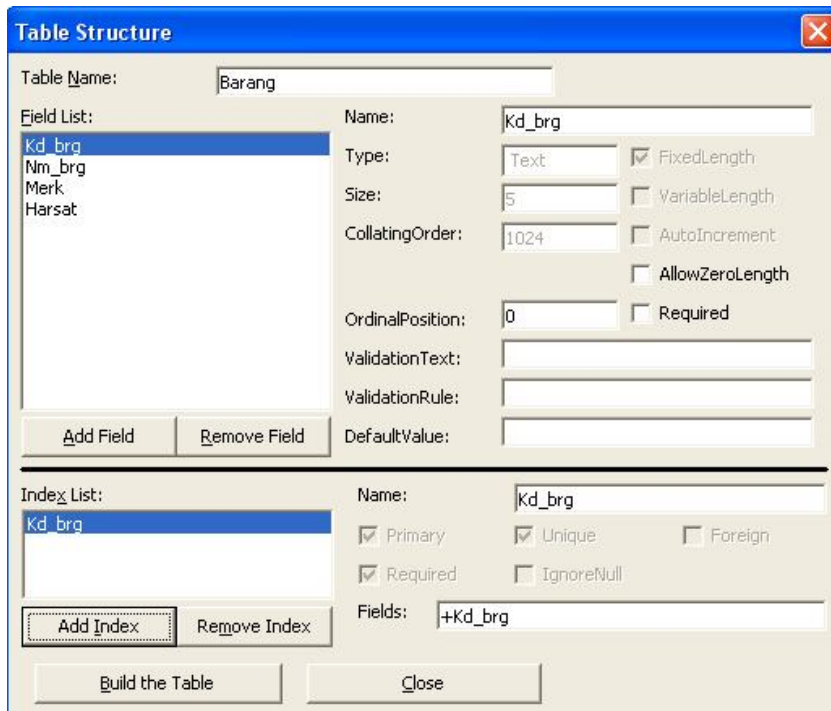 Table Structure
Table Name: Barang
Field List:
Kd_brg
Nm_brg
Merk
Harsat
Add Field Remove Field
Name: Kd_brg
Type: Text FixedLength
Size: 5 VariableLength
CollatingOrder: 1024 AutoIncrement
AllowZeroLength
OrdinalPosition: 0 Required
ValidationText:
ValidationRule:
DefaultValue:
Index List:
Kd_brg
Add Index Remove Index
Name: Kd_brg
Primary Unique Foreign
Required IgnoreNull
Fields: +Kd_brg
Build the Table Close